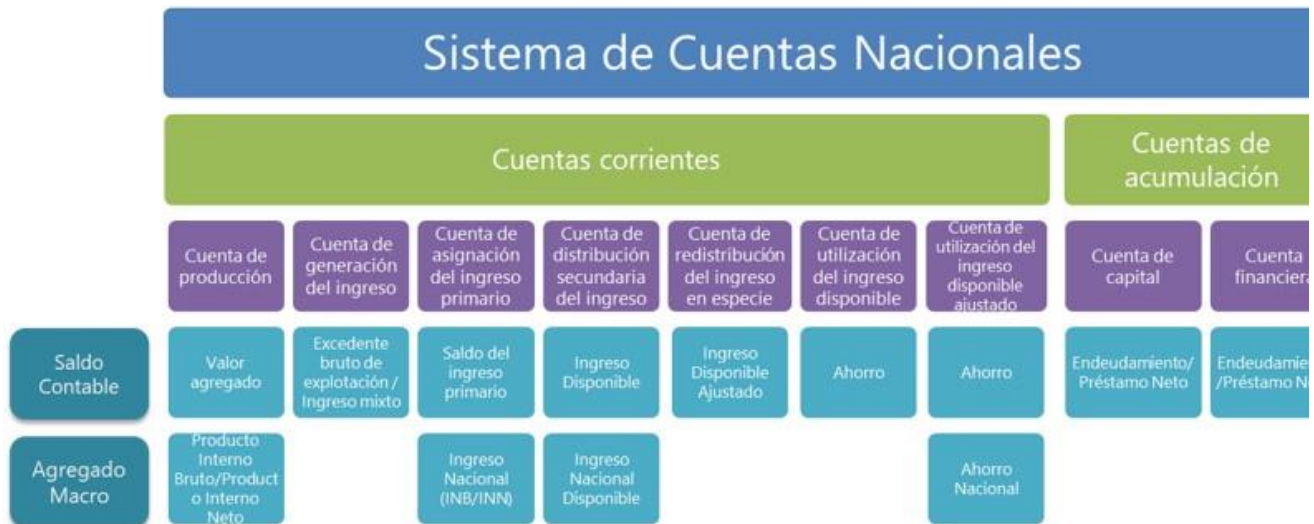 Sistema de Cuentas Nacionales
Cuentas corrientes
Cuentas de
acumulación
Cuenta de
producción
Cuenta de
generación
del ingreso
Cuenta de
asignación
del ingreso
primario
Cuenta de
distribución
secundaria
del ingreso
Cuenta de
redistribución
del ingreso
en especie
Cuenta de
utilización
del ingreso
disponible
Cuenta de
utilización del
ingreso
disponible
ajustado
Cuenta de
capital
Cuenta
Saldo
Contable
Valor
agregado
Excedente
bruto de
explotación /
Ingreso mixto
Saldo del
ingreso
primario
Ingreso
Disponible
Ingreso
Disponible
Ajustado
Ahorro
Ahorro
Endeudamiento/
Préstamo Neto
/Préstamo
Agregado
Macro
Producto
Interno
Bruto/Product
o Interno
Neto
Ingreso
Nacional
(INB/INN)
Ingreso
Nacional
Disponible
Ahorro
Nacional